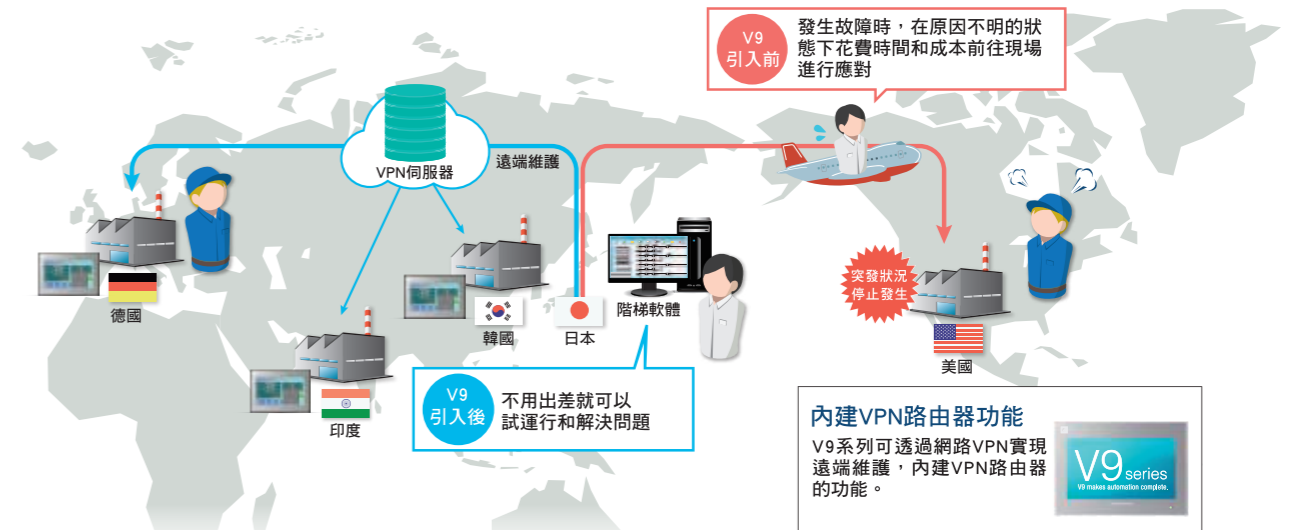 V9
引入前
發生故障時，在原因不明的狀
態下花費時間和成本前往現場
進行應對
VPN伺服器
遠端維護
突發狀況
停止發生
德國
韓國
日本
階梯軟體
美國
印度
V9
引入後
不用出差就可以
試運行和解決問題
內建VPN路由器功能
V9系列可透過網路VPN實現
遠端維護，內建VPN路由器
的功能。
V9 series
V9 makes automation complete.